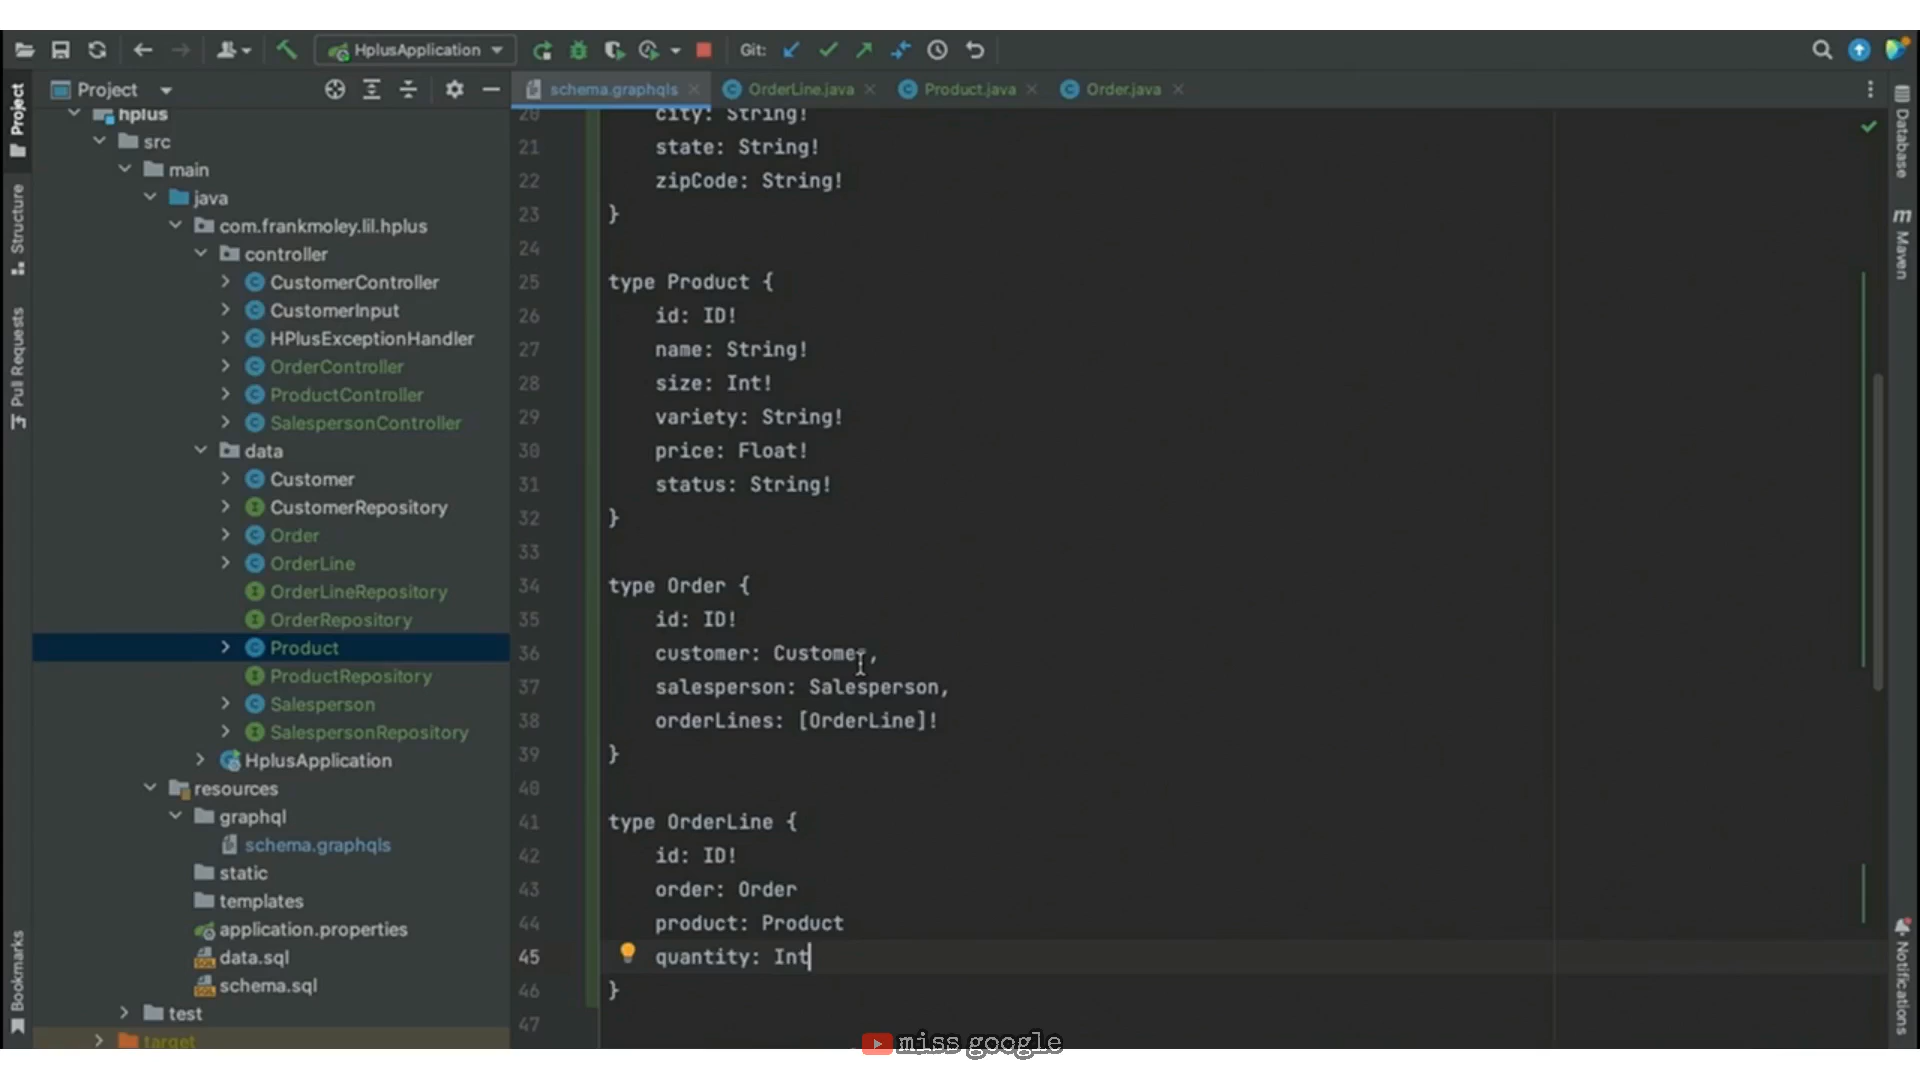 HplusApplication
Git:
Project
schema.graphqls
OrderLine.java
Product.java
Order.java
Project
Structure
Pull Requests
Bookmarks
hplus
src
main
java
com.frankmoley.lil.hplus
controller
CustomerController
CustomerInput
HPlusExceptionHandler
OrderController
ProductController
SalespersonController
data
Customer
CustomerRepository
Order
OrderLine
OrderLineRepository
OrderRepository
Product
ProductRepository
Salesperson
SalespersonRepository
HplusApplication
resources
graphql
schema.graphqls
static
templates
application.properties
data.sql
schema.sql
test
target
20 city: String!
21 state: String!
22 zipCode: String!
23 }
24
25 type Product {
26 id: ID!
27 name: String!
28 size: Int!
29 variety: String!
30 price: Float!
31 status: String!
32 }
33
34 type Order {
35 id: ID!
36 customer: Customer,
37 salesperson: Salesperson,
38 orderLines: [OrderLine]!
39 }
40
41 type OrderLine {
42 id: ID!
43 order: Order
44 product: Product
45 quantity: Int
46 }
47
Database
Maven
Notifications
miss google